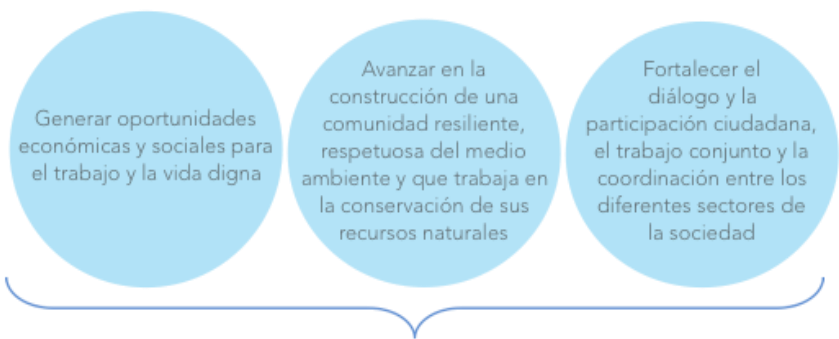 Generar oportunidades
económicas y sociales para
el trabajo y la vida digna
Avanzar en la
construcción de una
comunidad resiliente,
respetuosa del medio
ambiente y que trabaja en
la conservación de sus
recursos naturales
Fortalecer el
diálogo y la
participación ciudadana,
el trabajo conjunto y la
coordinación entre los
diferentes sectores de
la sociedad